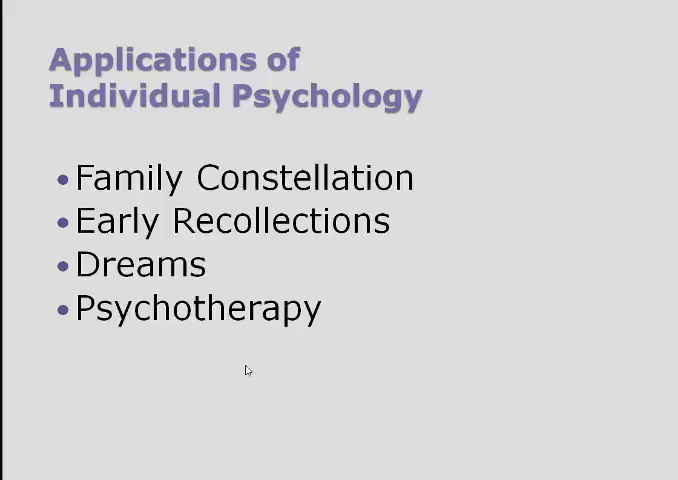 Applications of
Individual Psychology
•Family Constellation
•Early Recollections
•Dreams
•Psychotherapy